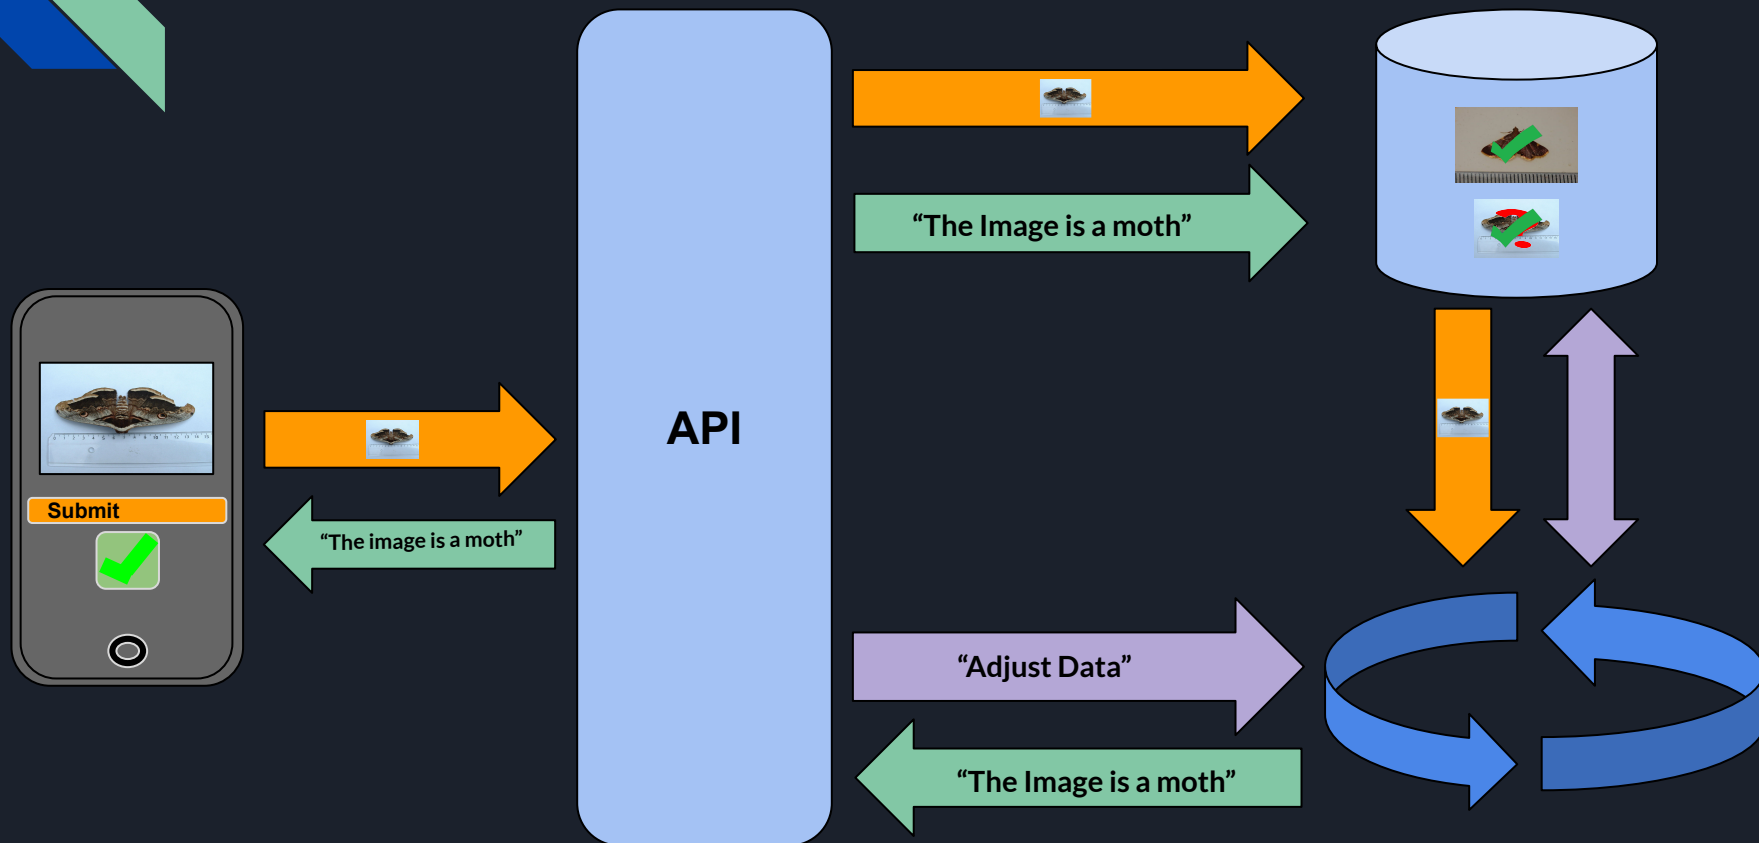 API
“The Image is a moth”
Submit
“The image is a moth”
“Adjust Data”
“The Image is a moth”